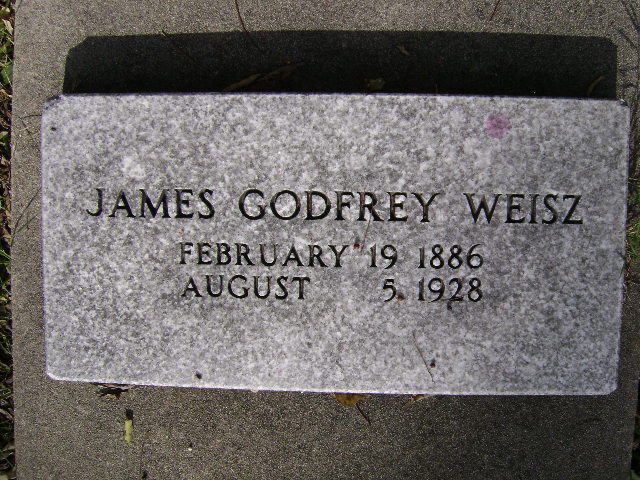 JAMES GODFREY WEISZ
FEBRUARY 19 1886
AUGUST 5 1928